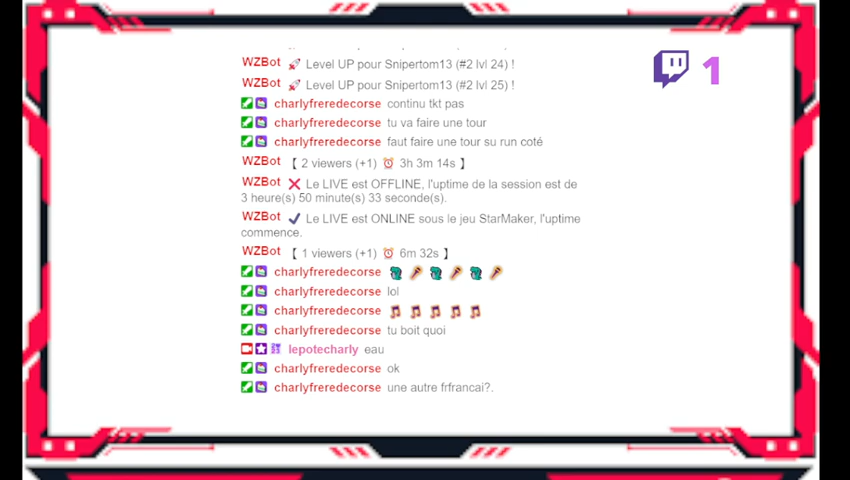 WZBot 🚀 Level UP pour Snipertom13 (#2 lvl 24) !
WZBot 🚀 Level UP pour Snipertom13 (#2 lvl 25) !
charlyfreredecorse continu tkt pas
charlyfreredecorse tu va faire une tour
charlyfreredecorse faut faire une tour su run coté
WZBot 【 2 viewers (+1) ⏰ 3h 3m 14s 】
WZBot ❌ Le LIVE est OFFLINE, l'uptime de la session est de
3 heure(s) 50 minute(s) 33 seconde(s).
WZBot ✔ Le LIVE est ONLINE sous le jeu StarMaker, l'uptime
commence.
WZBot 【 1 viewers (+1) ⏰ 6m 32s 】
charlyfreredecorse
charlyfreredecorse lol
charlyfreredecorse
charlyfreredecorse tu boit quoi
lepotecharly eau
charlyfreredecorse ok
charlyfreredecorse une autre frfrancai?.
1